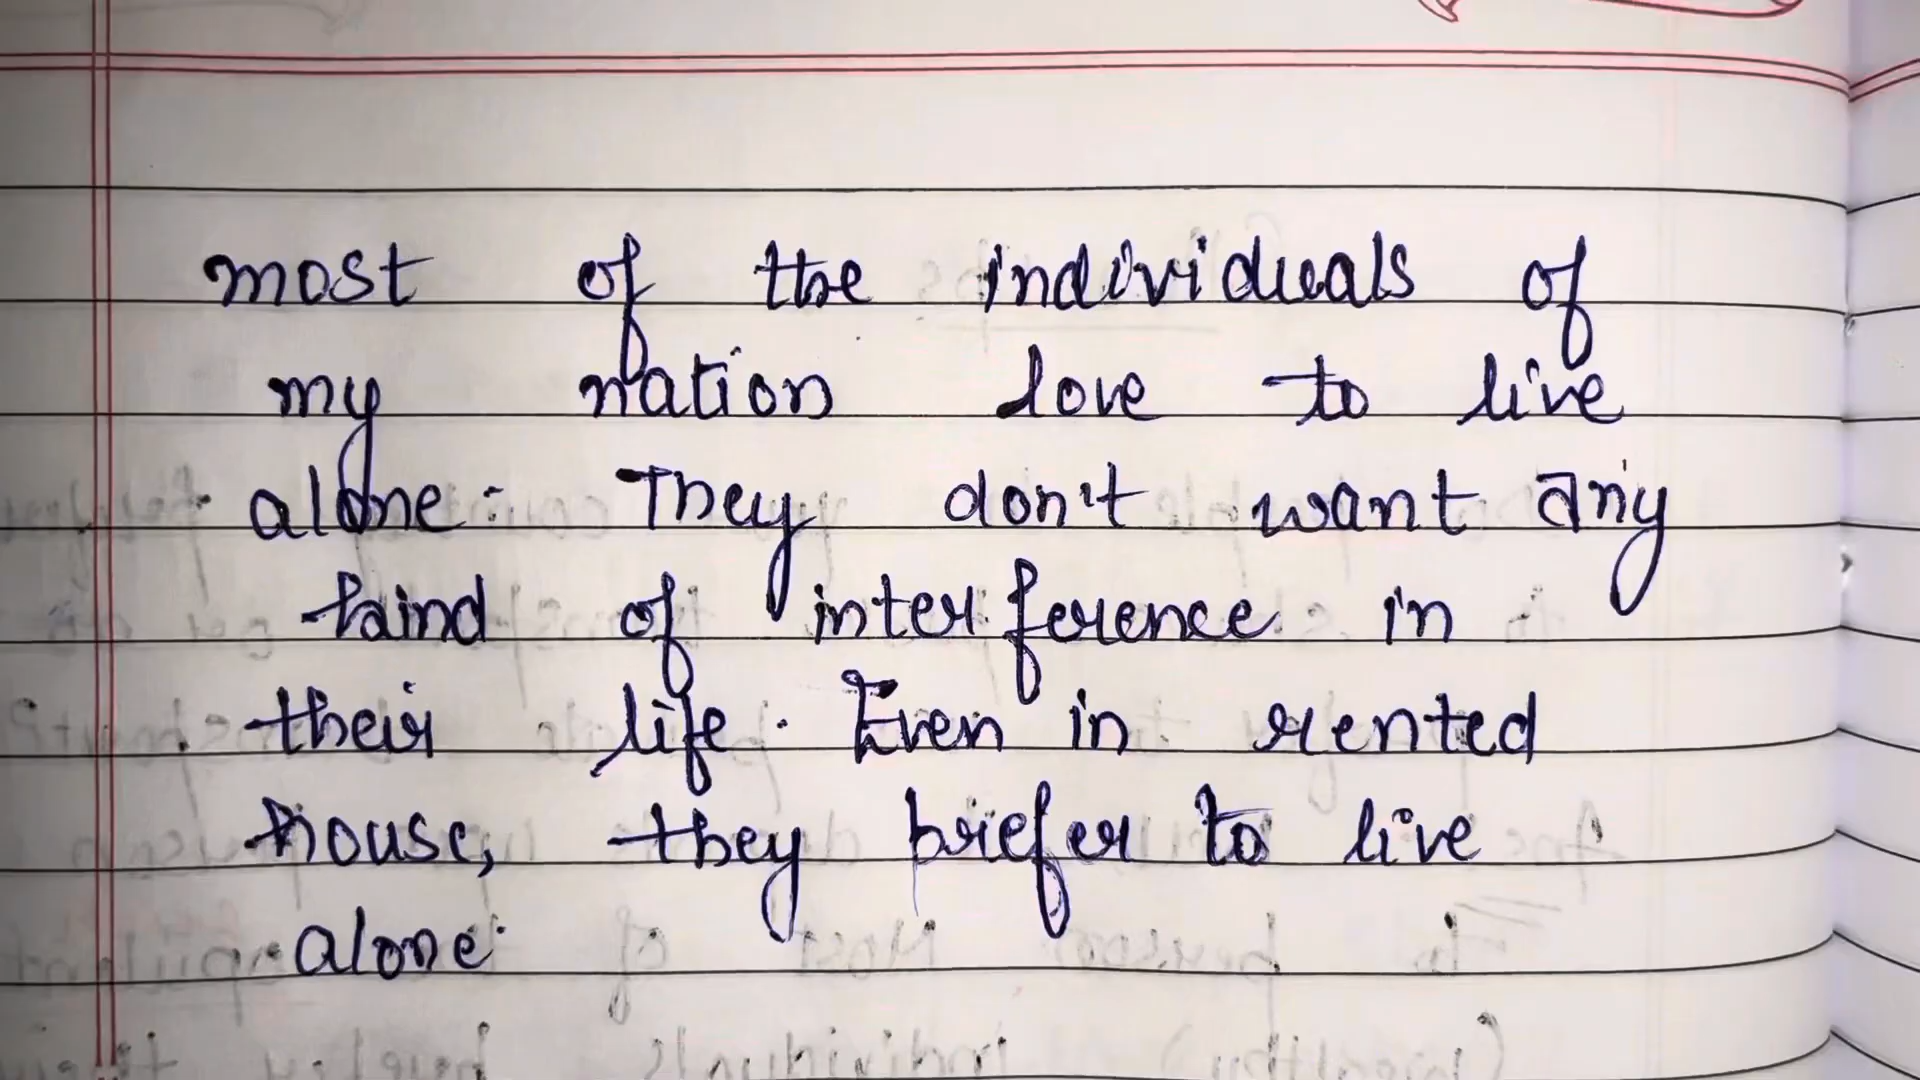 most of the individuals of
my nation love to live
alone. They don't want any
kind of interference in
their life. Even in rented
house, they prefer to live
alone.